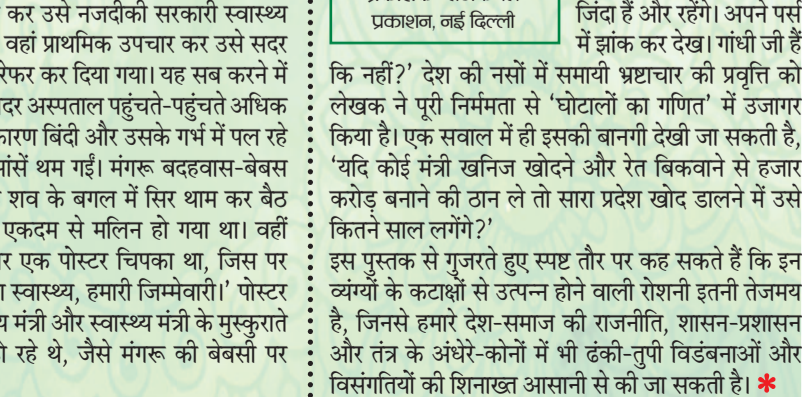 कर उसे नजदीकी सरकारी स्वास्थ्य
वहां प्राथमिक उपचार कर उसे सदर
रेफर कर दिया गया। यह सब करने में
दर अस्पताल पहुंचते-पहुंचते अधिक
कारण बिंदी और उसके गर्भ में पल रहे
सांसें थम गईं। मंगरू बदहवास-बेबस
शव के बगल में सिर थाम कर बैठ
एकदम से मलिन हो गया था। वहीं
एक पोस्टर चिपका था, जिस पर
स्वास्थ्य, हमारी जिम्मेवारी।’ पोस्टर
मंत्री और स्वास्थ्य मंत्री के मुस्कुराते
रहे थे, जैसे मंगरू की बेबसी पर
प्रकाशन, नई दिल्ली
जिंदा हैं और रहेंगे। अपने पर्स
में झांक कर देख। गांधी जी हैं
कि नहीं?’ देश की नसों में समायी भ्रष्टाचार की प्रवृत्ति को
लेखक ने पूरी निर्ममता से ‘घोटालों का गणित’ में उजागर
किया है। एक सवाल में ही इसकी बानगी देखी जा सकती है,
‘यदि कोई मंत्री खनिज खोदने और रेत बिकवाने से हजार
करोड़ बनाने की ठान ले तो सारा प्रदेश खोद डालने में उसे
कितने साल लगेंगे?’
इस पुस्तक से गुजरते हुए स्पष्ट तौर पर कह सकते हैं कि इन
व्यंग्यों के कटाक्षों से उत्पन्न होने वाली रोशनी इतनी तेजमय
है, जिनसे हमारे देश-समाज की राजनीति, शासन-प्रशासन
और तंत्र के अंधेरे-कोनों में भी ढंकी-तुपी विडंबनाओं और
विसंगतियों की शिनाख्त आसानी से की जा सकती है। *